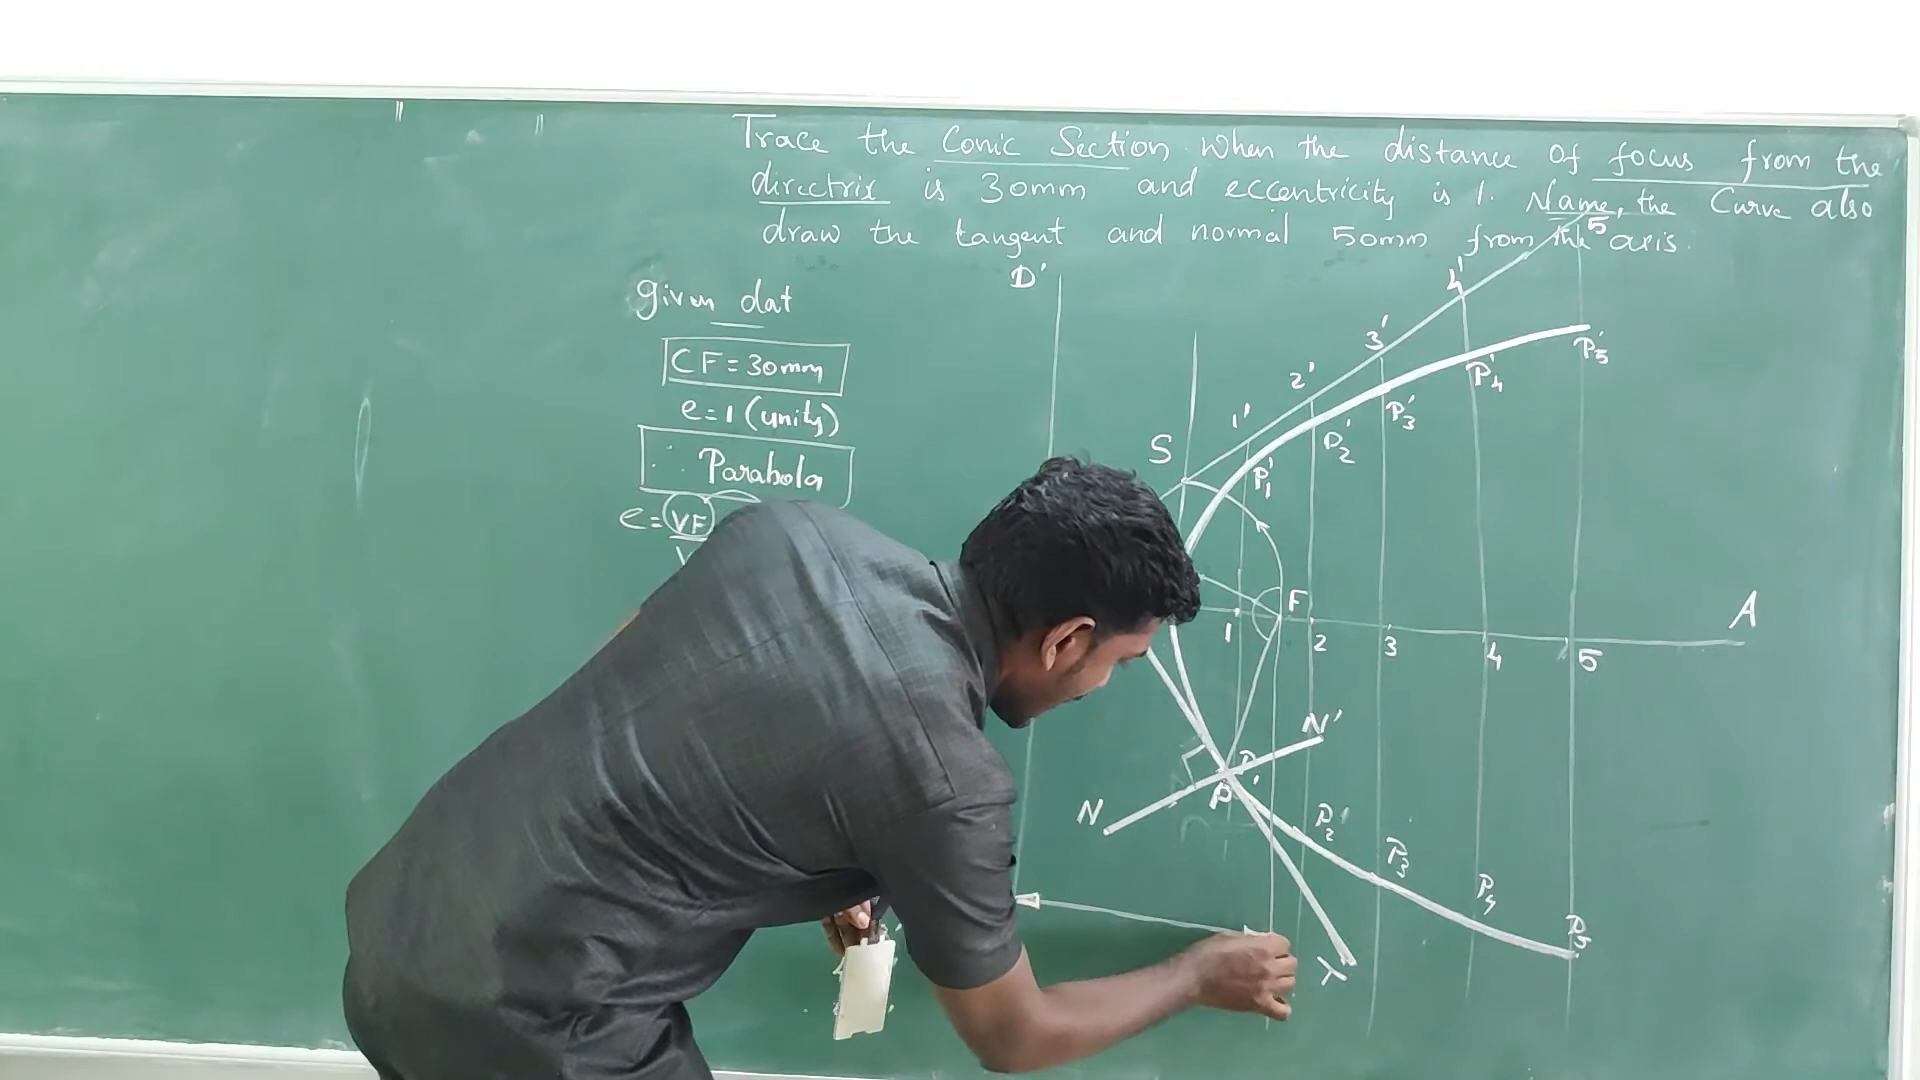 Trace the Conic Section when the distance of focus from the
directrix is 30mm and eccentricity is 1. Name, the Curve also
draw the tangent and normal 50mm from the axis.
given dat
CF = 30mm
e = 1 (unity)
∴ Parabola
e = VF
V
D'
S
1'
2'
3'
4'
5
P1'
P2'
P3'
P4'
P5'
F
A
1
2
3
4
5
N'
N
P
P2'
P3
P4
P5